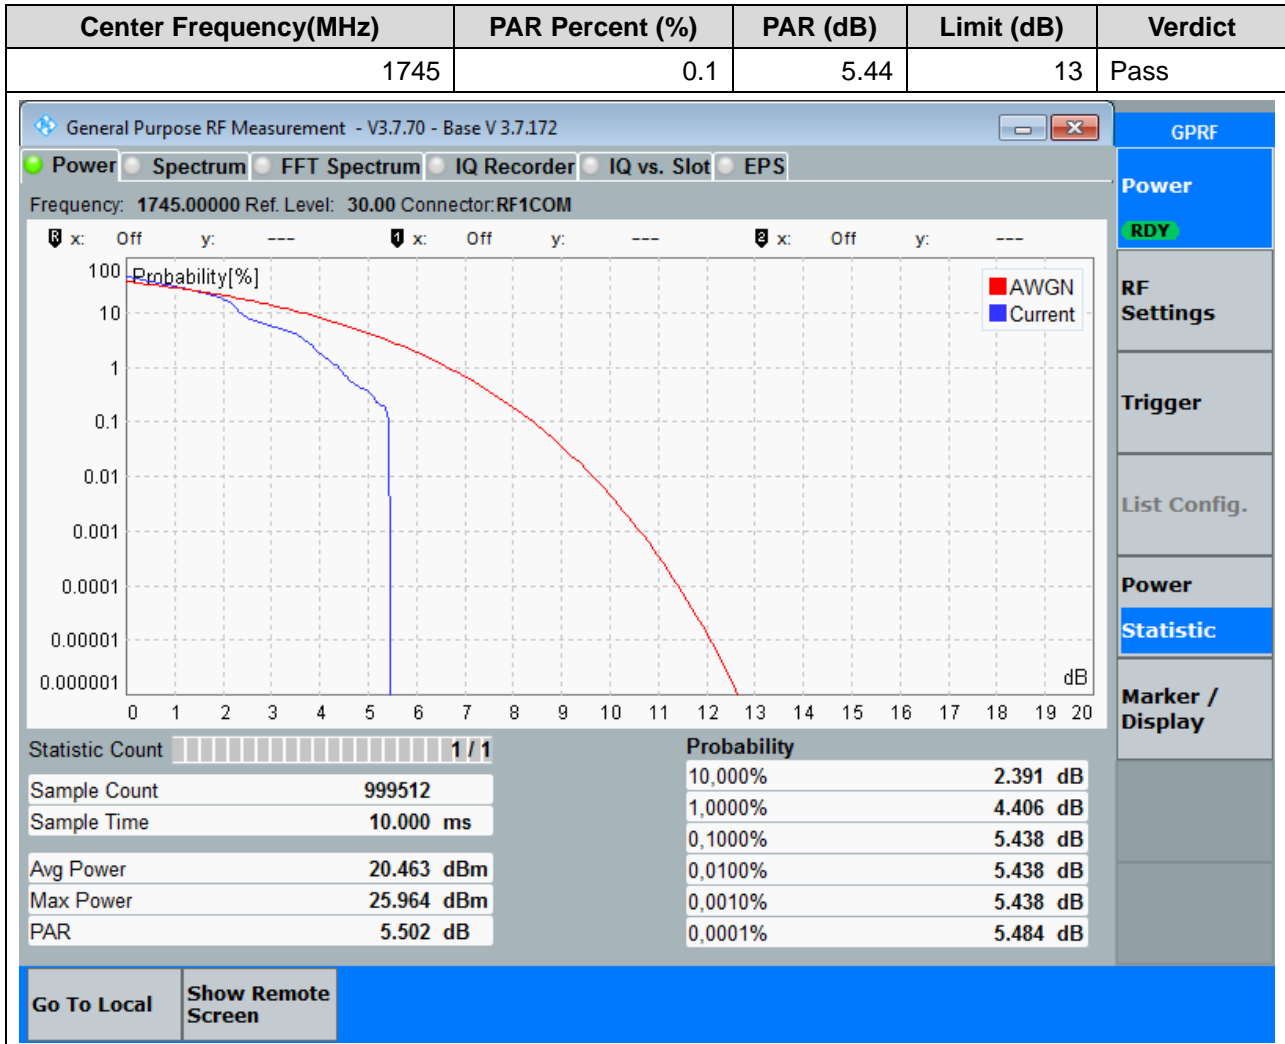 Center Frequency(MHz) PAR Percent (%) PAR (dB) Limit (dB) Verdict
1745 0.1 5.44 13 Pass
General Purpose RF Measurement - V3.7.70 - Base V 3.7.172
GPRF
Power Spectrum FFT Spectrum IQ Recorder IQ vs. Slot EPS
Frequency: 1745.00000 Ref. Level: 30.00 Connector: RF1COM
R x: Off y: --- 1 x: Off y: --- 2 x: Off y: ---
Probability[%]
AWGN
Current
100
10
1
0.1
0.01
0.001
0.0001
0.00001
0.000001
dB
0 1 2 3 4 5 6 7 8 9 10 11 12 13 14 15 16 17 18 19 20
Statistic Count 1 / 1
Sample Count 999512
Sample Time 10.000 ms
Avg Power 20.463 dBm
Max Power 25.964 dBm
PAR 5.502 dB
Probability
10,000% 2.391 dB
1,0000% 4.406 dB
0,1000% 5.438 dB
0,0100% 5.438 dB
0,0010% 5.438 dB
0,0001% 5.484 dB
Power
RDY
RF
Settings
Trigger
List Config.
Power
Statistic
Marker /
Display
Go To Local
Show Remote
Screen